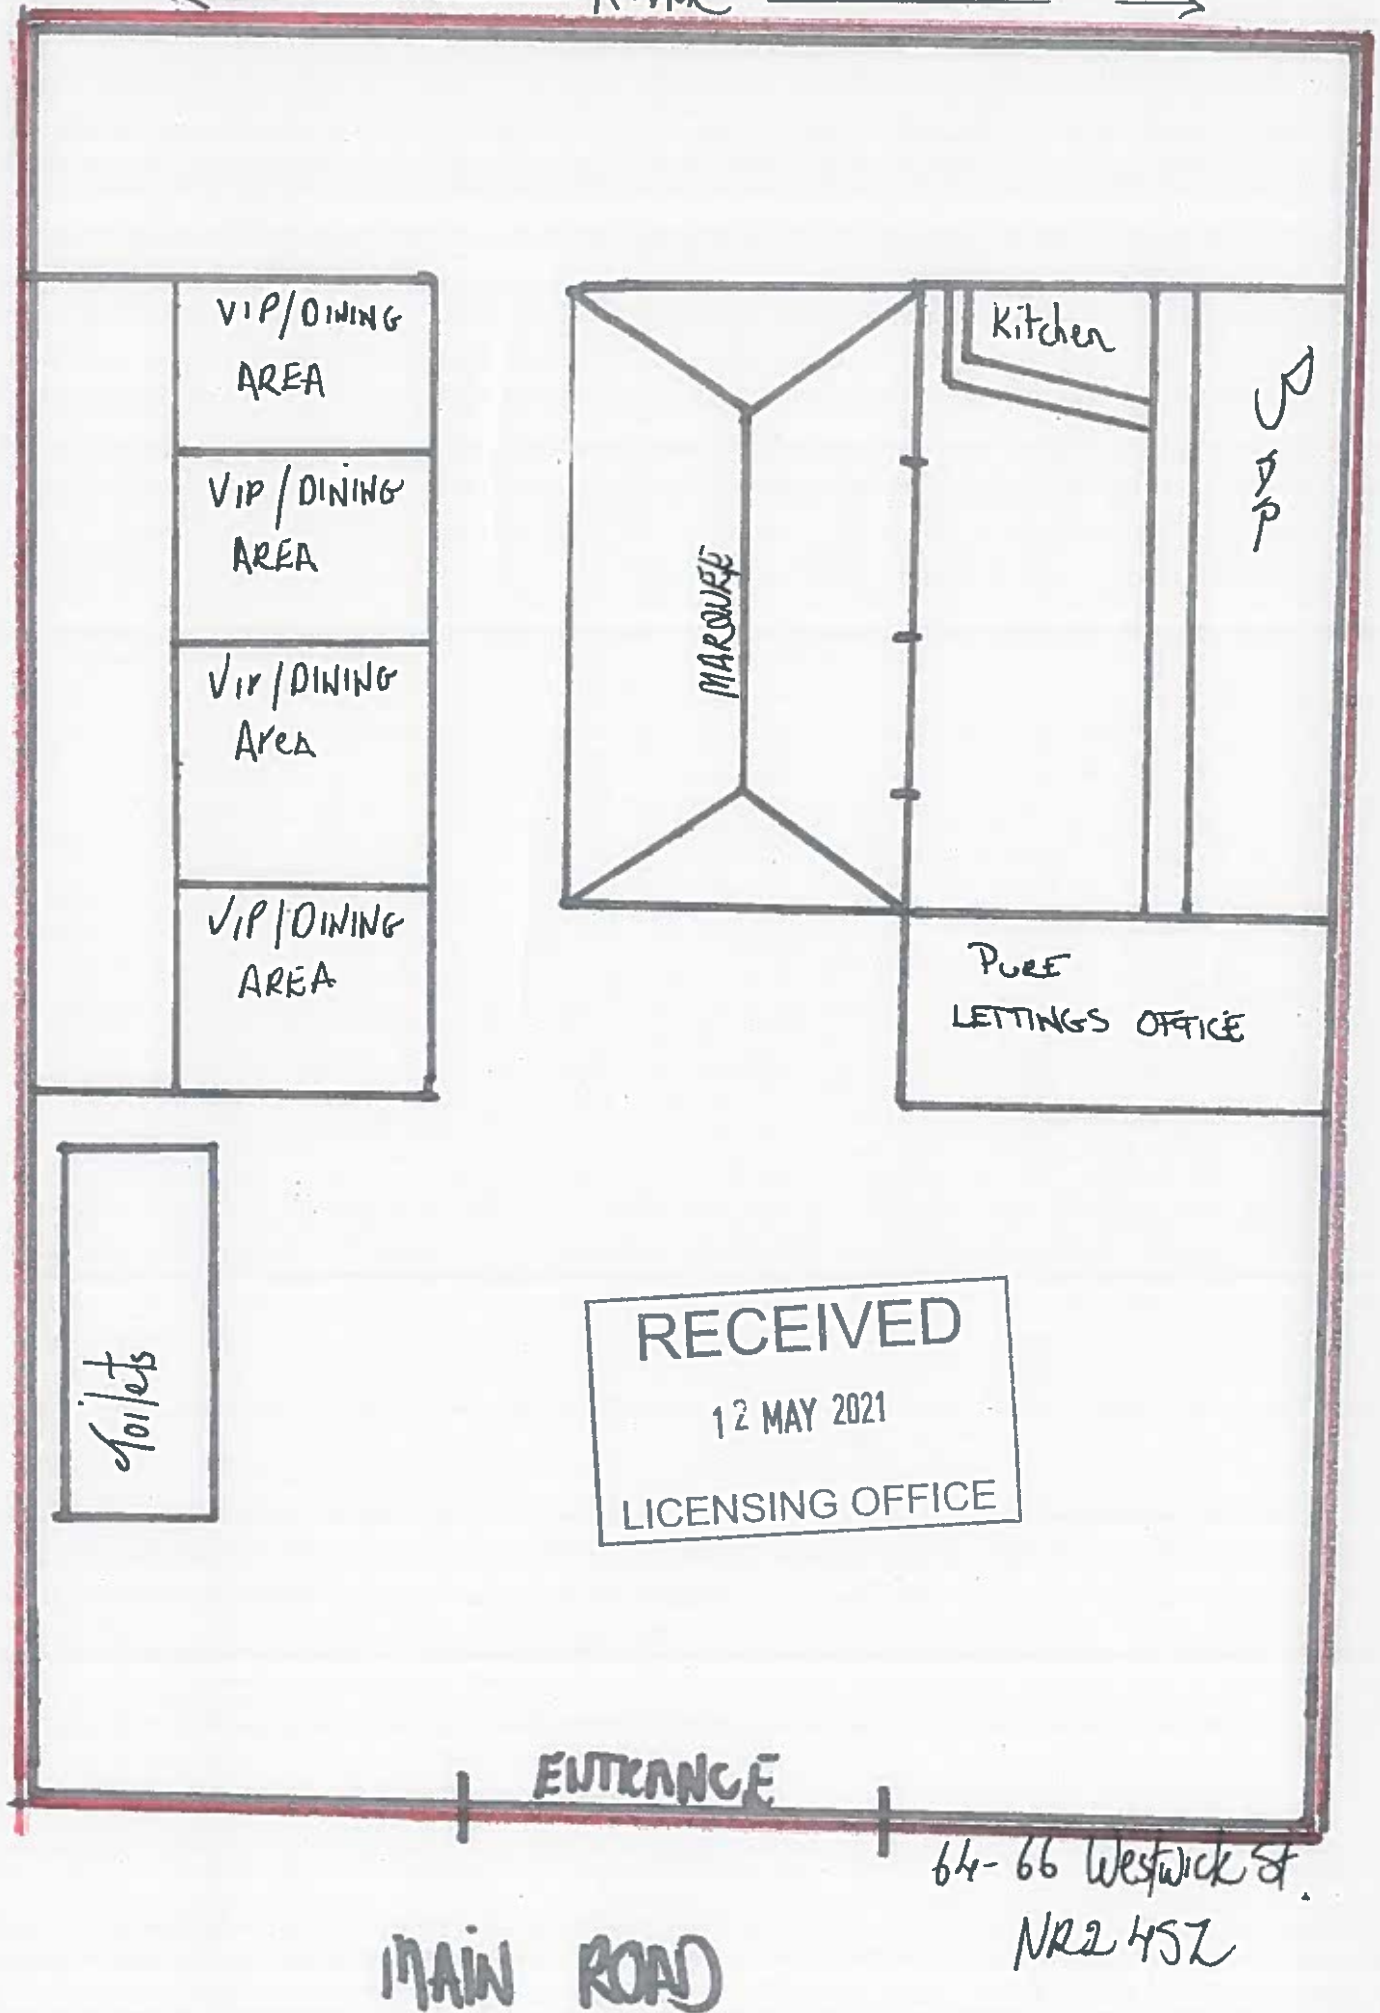 VIP/DINING
AREA
VIP/DINING
AREA
VIP/DINING
Area
VIP/DINING
AREA
MARQUEE
Kitchen
PURE
LETTINGS OFFICE
Toilets
RECEIVED
12 MAY 2021
LICENSING OFFICE
ENTRANCE
64-66 Westwick St.
NR2 4SZ
MAIN ROAD